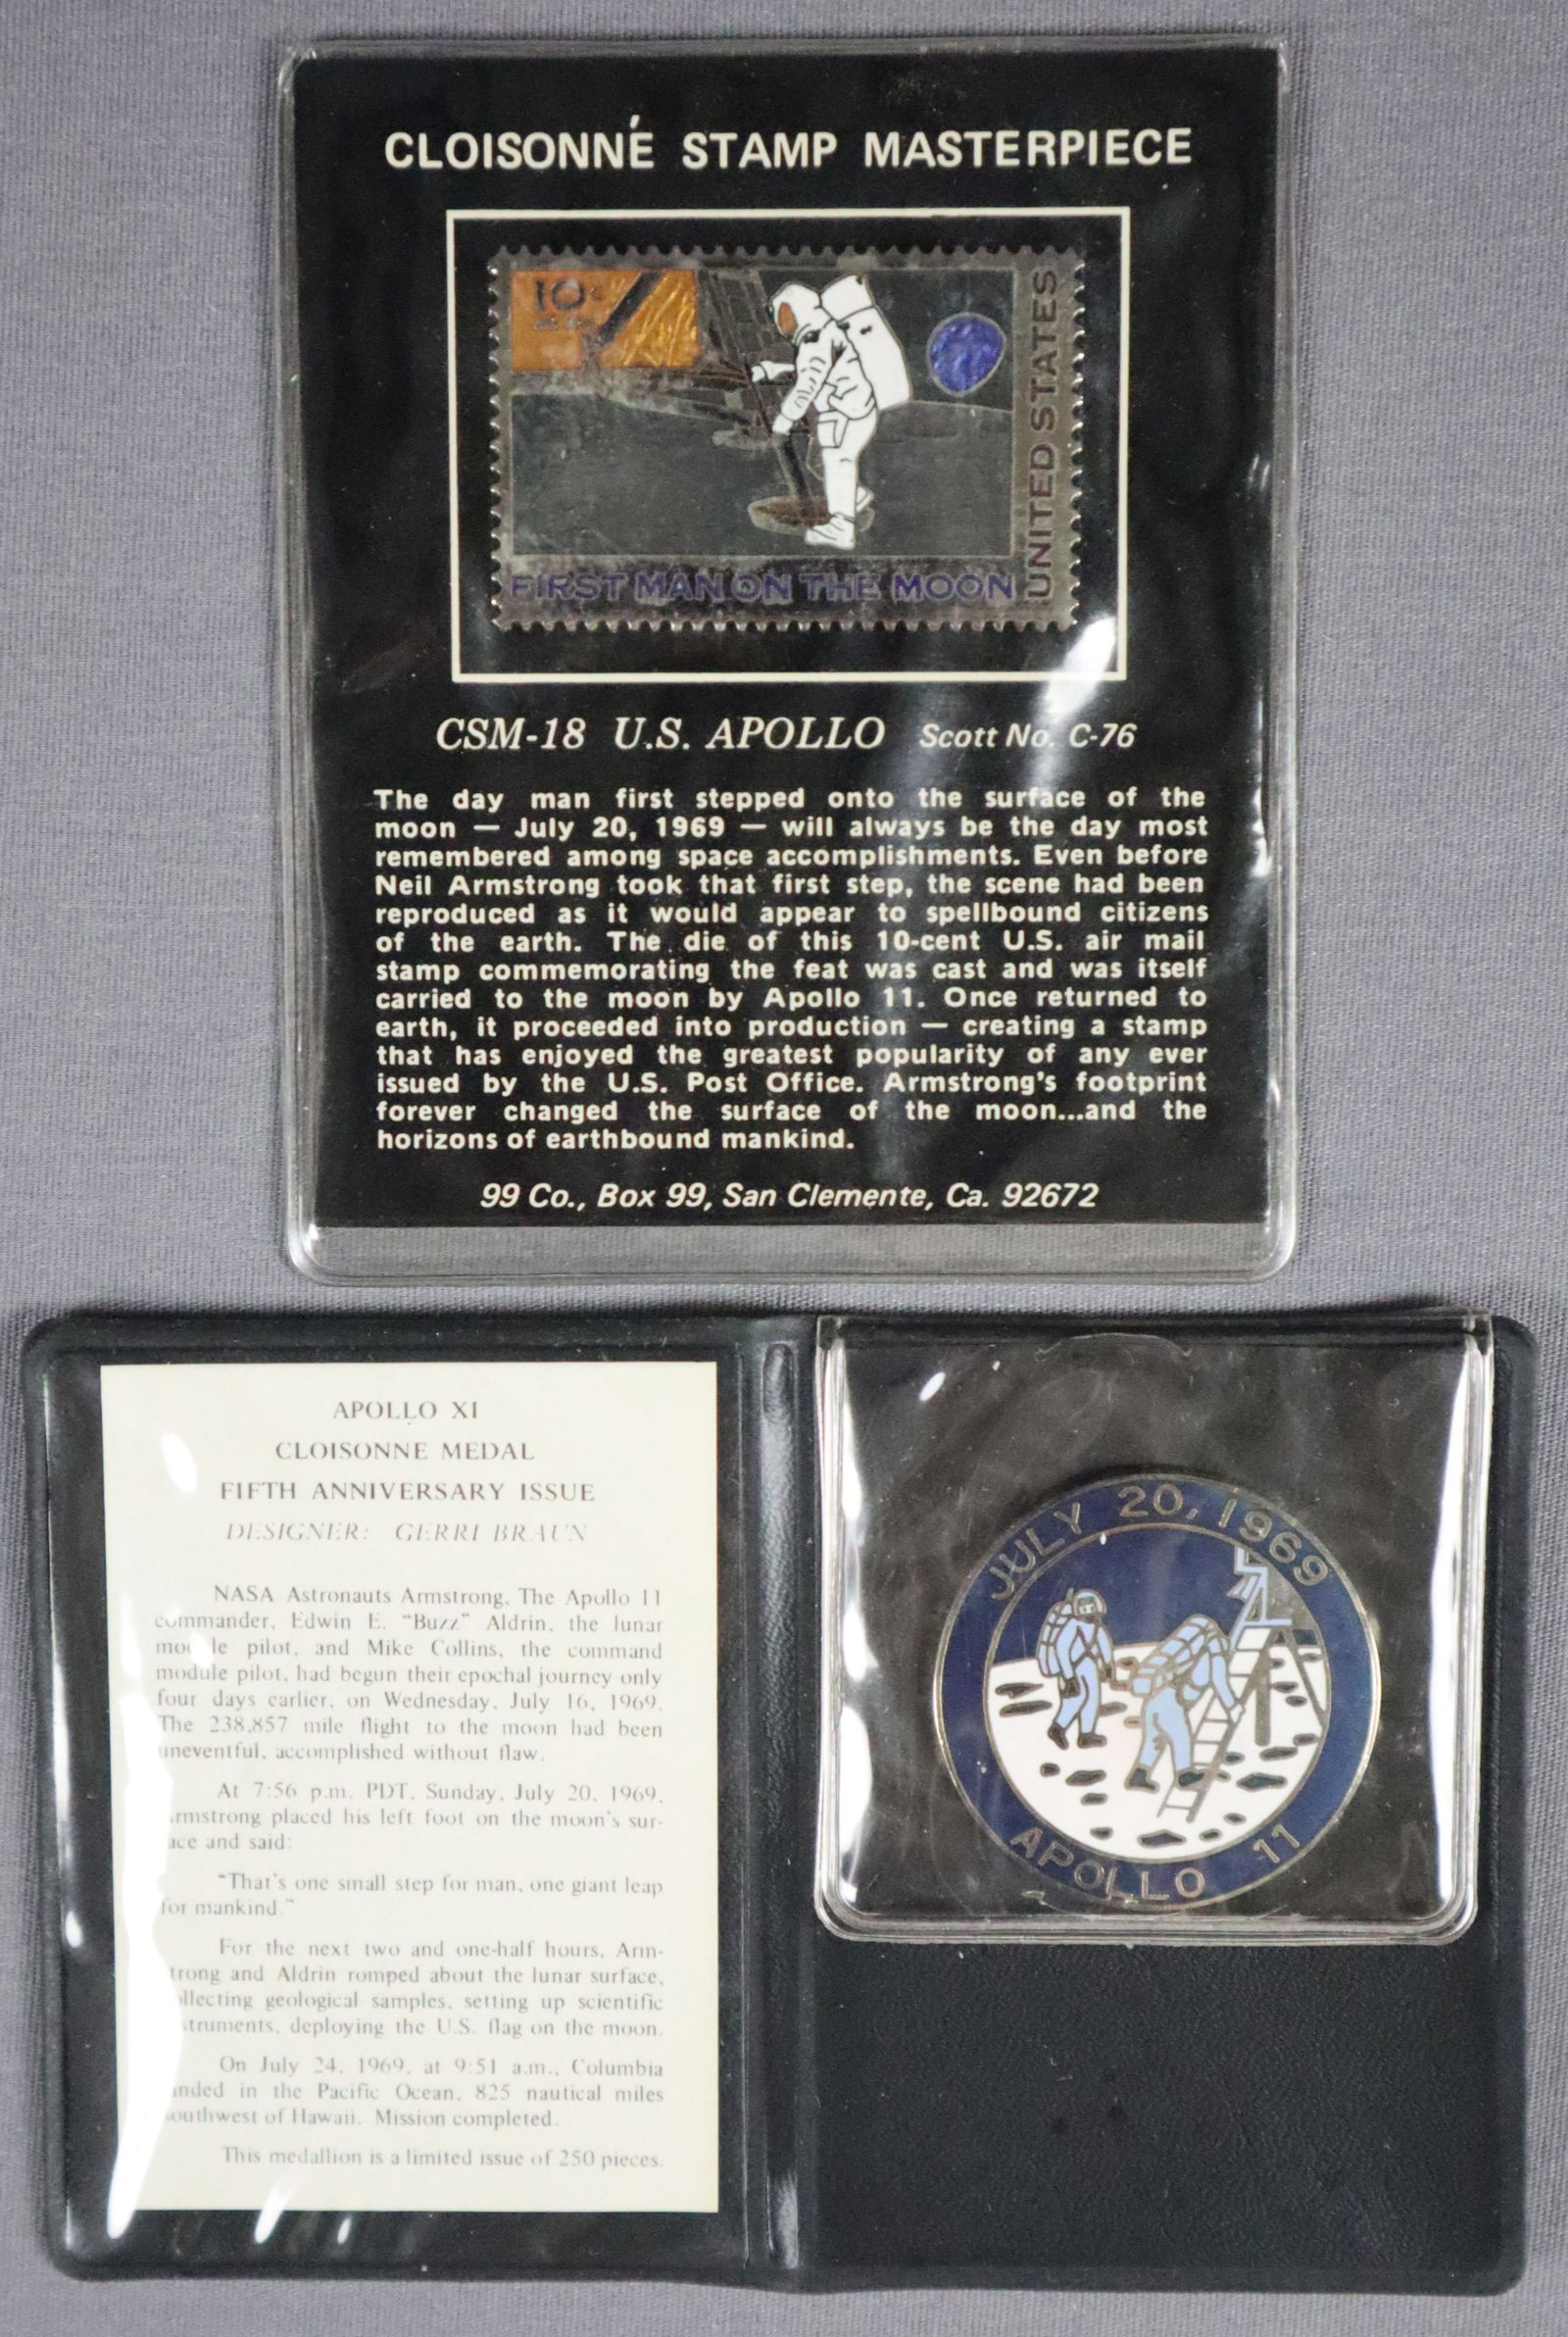 CLOISONNÉ STAMP MASTERPIECE
10¢
UNITED STATES
FIRST MAN ON THE MOON
CSM-18 U.S. APOLLO Scott No. C-76
The day man first stepped onto the surface of the
moon — July 20, 1969 — will always be the day most
remembered among space accomplishments. Even before
Neil Armstrong took that first step, the scene had been
reproduced as it would appear to spellbound citizens
of the earth. The die of this 10-cent U.S. air mail
stamp commemorating the feat was cast and was itself
carried to the moon by Apollo 11. Once returned to
earth, it proceeded into production — creating a stamp
that has enjoyed the greatest popularity of any ever
issued by the U.S. Post Office. Armstrong's footprint
forever changed the surface of the moon...and the
horizons of earthbound mankind.
99 Co., Box 99, San Clemente, Ca. 92672
APOLLO XI
CLOISONNE MEDAL
FIFTH ANNIVERSARY ISSUE
DESIGNER: GERRI BRAUN
NASA Astronauts Armstrong, The Apollo 11
commander, Edwin E. "Buzz" Aldrin, the lunar
module pilot, and Mike Collins, the command
module pilot, had begun their epochal journey only
four days earlier, on Wednesday, July 16, 1969.
The 238,857 mile flight to the moon had been
uneventful, accomplished without flaw.
At 7:56 p.m. PDT, Sunday, July 20, 1969,
Armstrong placed his left foot on the moon's sur-
face and said:
"That's one small step for man, one giant leap
for mankind."
For the next two and one-half hours, Arm-
strong and Aldrin romped about the lunar surface,
collecting geological samples, setting up scientific
instruments, deploying the U.S. flag on the moon.
On July 24, 1969, at 9:51 a.m., Columbia
landed in the Pacific Ocean, 825 nautical miles
southwest of Hawaii. Mission completed.
This medallion is a limited issue of 250 pieces.
JULY 20, 1969
APOLLO 11